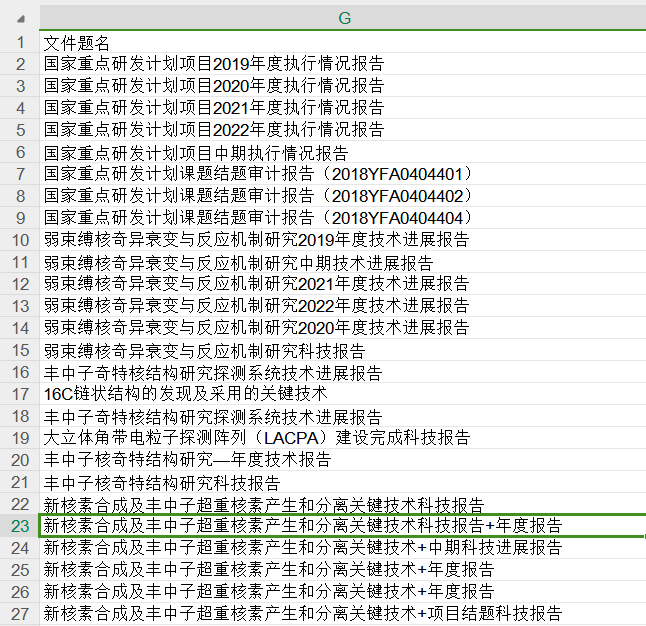 G
1 文件题名
2 国家重点研发计划项目2019年度执行情况报告
3 国家重点研发计划项目2020年度执行情况报告
4 国家重点研发计划项目2021年度执行情况报告
5 国家重点研发计划项目2022年度执行情况报告
6 国家重点研发计划项目中期执行情况报告
7 国家重点研发计划课题结题审计报告（2018YFA0404401）
8 国家重点研发计划课题结题审计报告（2018YFA0404402）
9 国家重点研发计划课题结题审计报告（2018YFA0404404）
10 弱束缚核奇异衰变与反应机制研究2019年度技术进展报告
11 弱束缚核奇异衰变与反应机制研究中期技术进展报告
12 弱束缚核奇异衰变与反应机制研究2021年度技术进展报告
13 弱束缚核奇异衰变与反应机制研究2022年度技术进展报告
14 弱束缚核奇异衰变与反应机制研究2020年度技术进展报告
15 弱束缚核奇异衰变与反应机制研究科技报告
16 丰中子奇特核结构研究探测系统技术进展报告
17 16C链状结构的发现及采用的关键技术
18 丰中子奇特核结构研究探测系统技术进展报告
19 大立体角带电粒子探测阵列（LACPA）建设完成科技报告
20 丰中子核奇特结构研究—年度技术报告
21 丰中子核奇特结构研究科技报告
22 新核素合成及丰中子超重核素产生和分离关键技术科技报告
23 新核素合成及丰中子超重核素产生和分离关键技术科技报告+年度报告
24 新核素合成及丰中子超重核素产生和分离关键技术+中期科技进展报告
25 新核素合成及丰中子超重核素产生和分离关键技术+年度报告
26 新核素合成及丰中子超重核素产生和分离关键技术+年度报告
27 新核素合成及丰中子超重核素产生和分离关键技术+项目结题科技报告